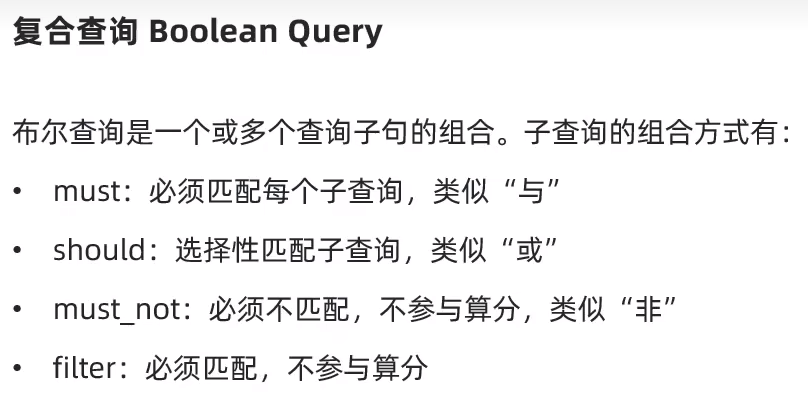 复合查询 Boolean Query
布尔查询是一个或多个查询子句的组合。子查询的组合方式有：
• must：必须匹配每个子查询，类似“与”
• should：选择性匹配子查询，类似“或”
• must_not：必须不匹配，不参与算分，类似“非”
• filter：必须匹配，不参与算分